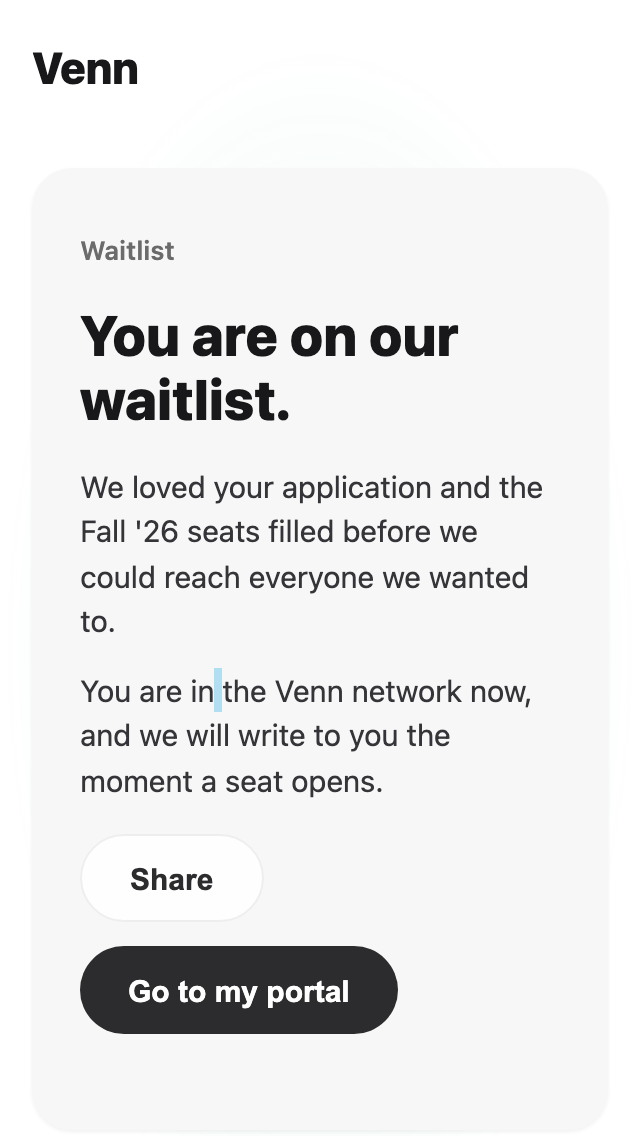 Venn
Waitlist
You are on our
waitlist.
We loved your application and the
Fall '26 seats filled before we
could reach everyone we wanted
to.
You are in the Venn network now,
and we will write to you the
moment a seat opens.
Share
Go to my portal